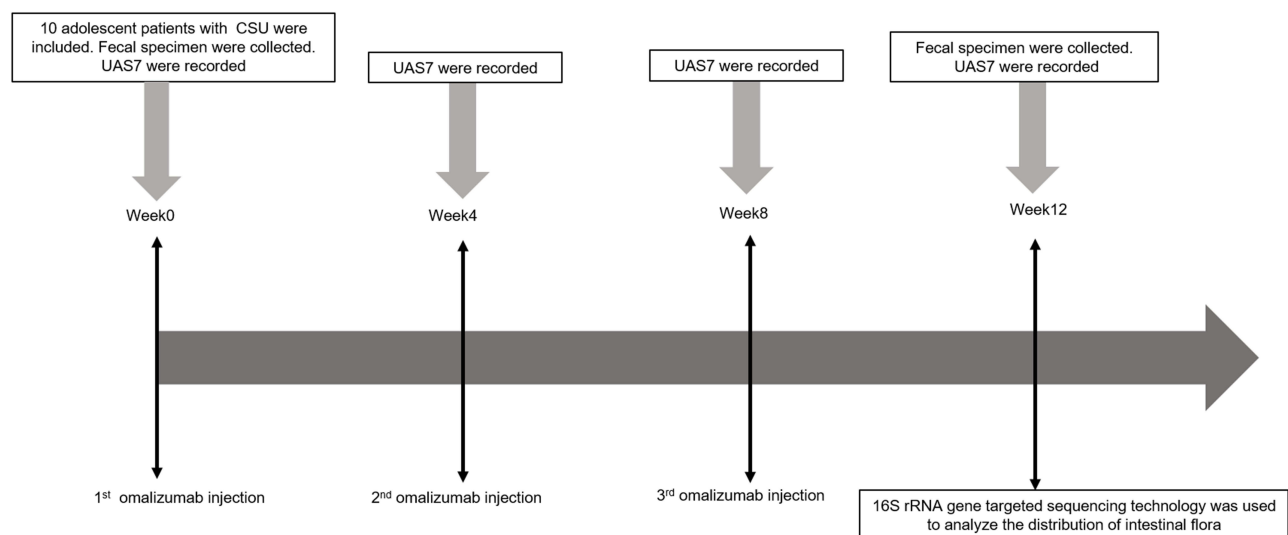 10 adolescent patients with CSU were
included. Fecal specimen were collected.
UAS7 were recorded
UAS7 were recorded
UAS7 were recorded
Fecal specimen were collected.
UAS7 were recorded
Week0
Week4
Week8
Week12
1st omalizumab injection
2nd omalizumab injection
3rd omalizumab injection
16S rRNA gene targeted sequencing technology was used
to analyze the distribution of intestinal flora